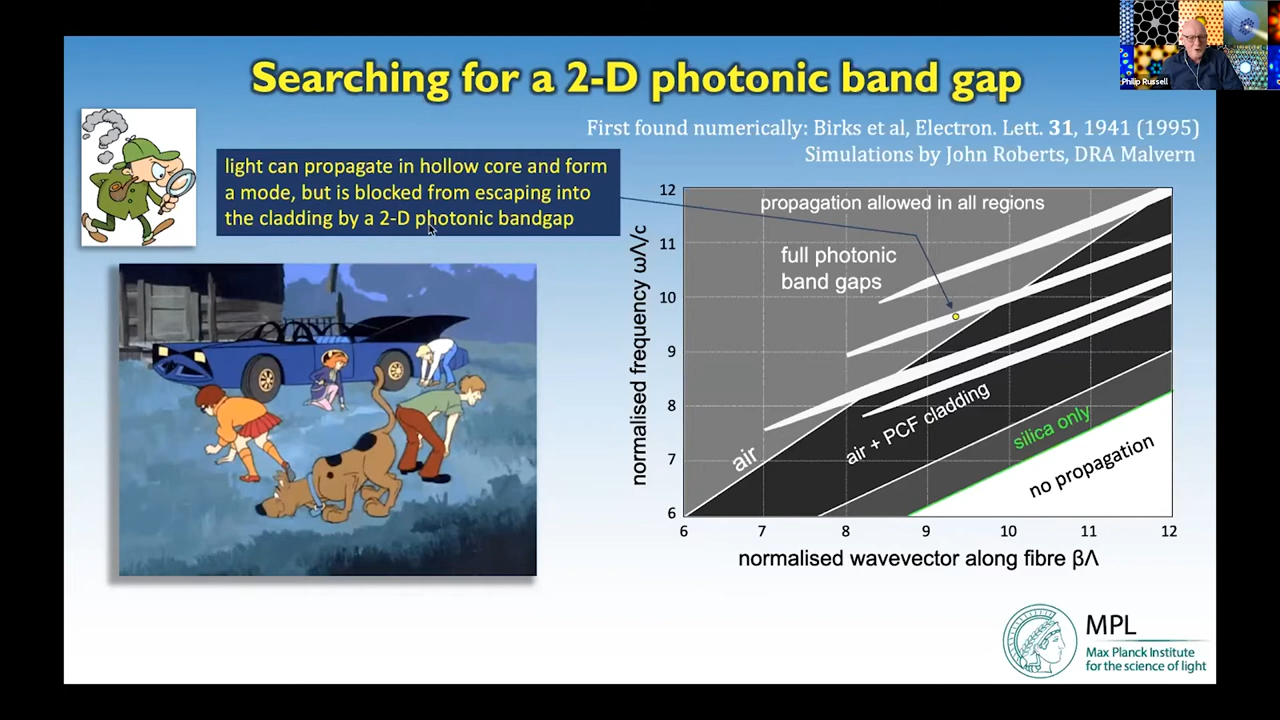 Philip Russell
Searching for a 2-D photonic band gap
First found numerically: Birks et al, Electron. Lett. 31, 1941 (1995)
Simulations by John Roberts, DRA Malvern
light can propagate in hollow core and form
a mode, but is blocked from escaping into
the cladding by a 2-D photonic bandgap
normalised frequency ωΛ/c
12
11
10
9
8
7
6
propagation allowed in all regions
full photonic
band gaps
air
air + PCF cladding
silica only
no propagation
6 7 8 9 10 11 12
normalised wavevector along fibre βΛ
MPL
Max Planck Institute
for the science of light